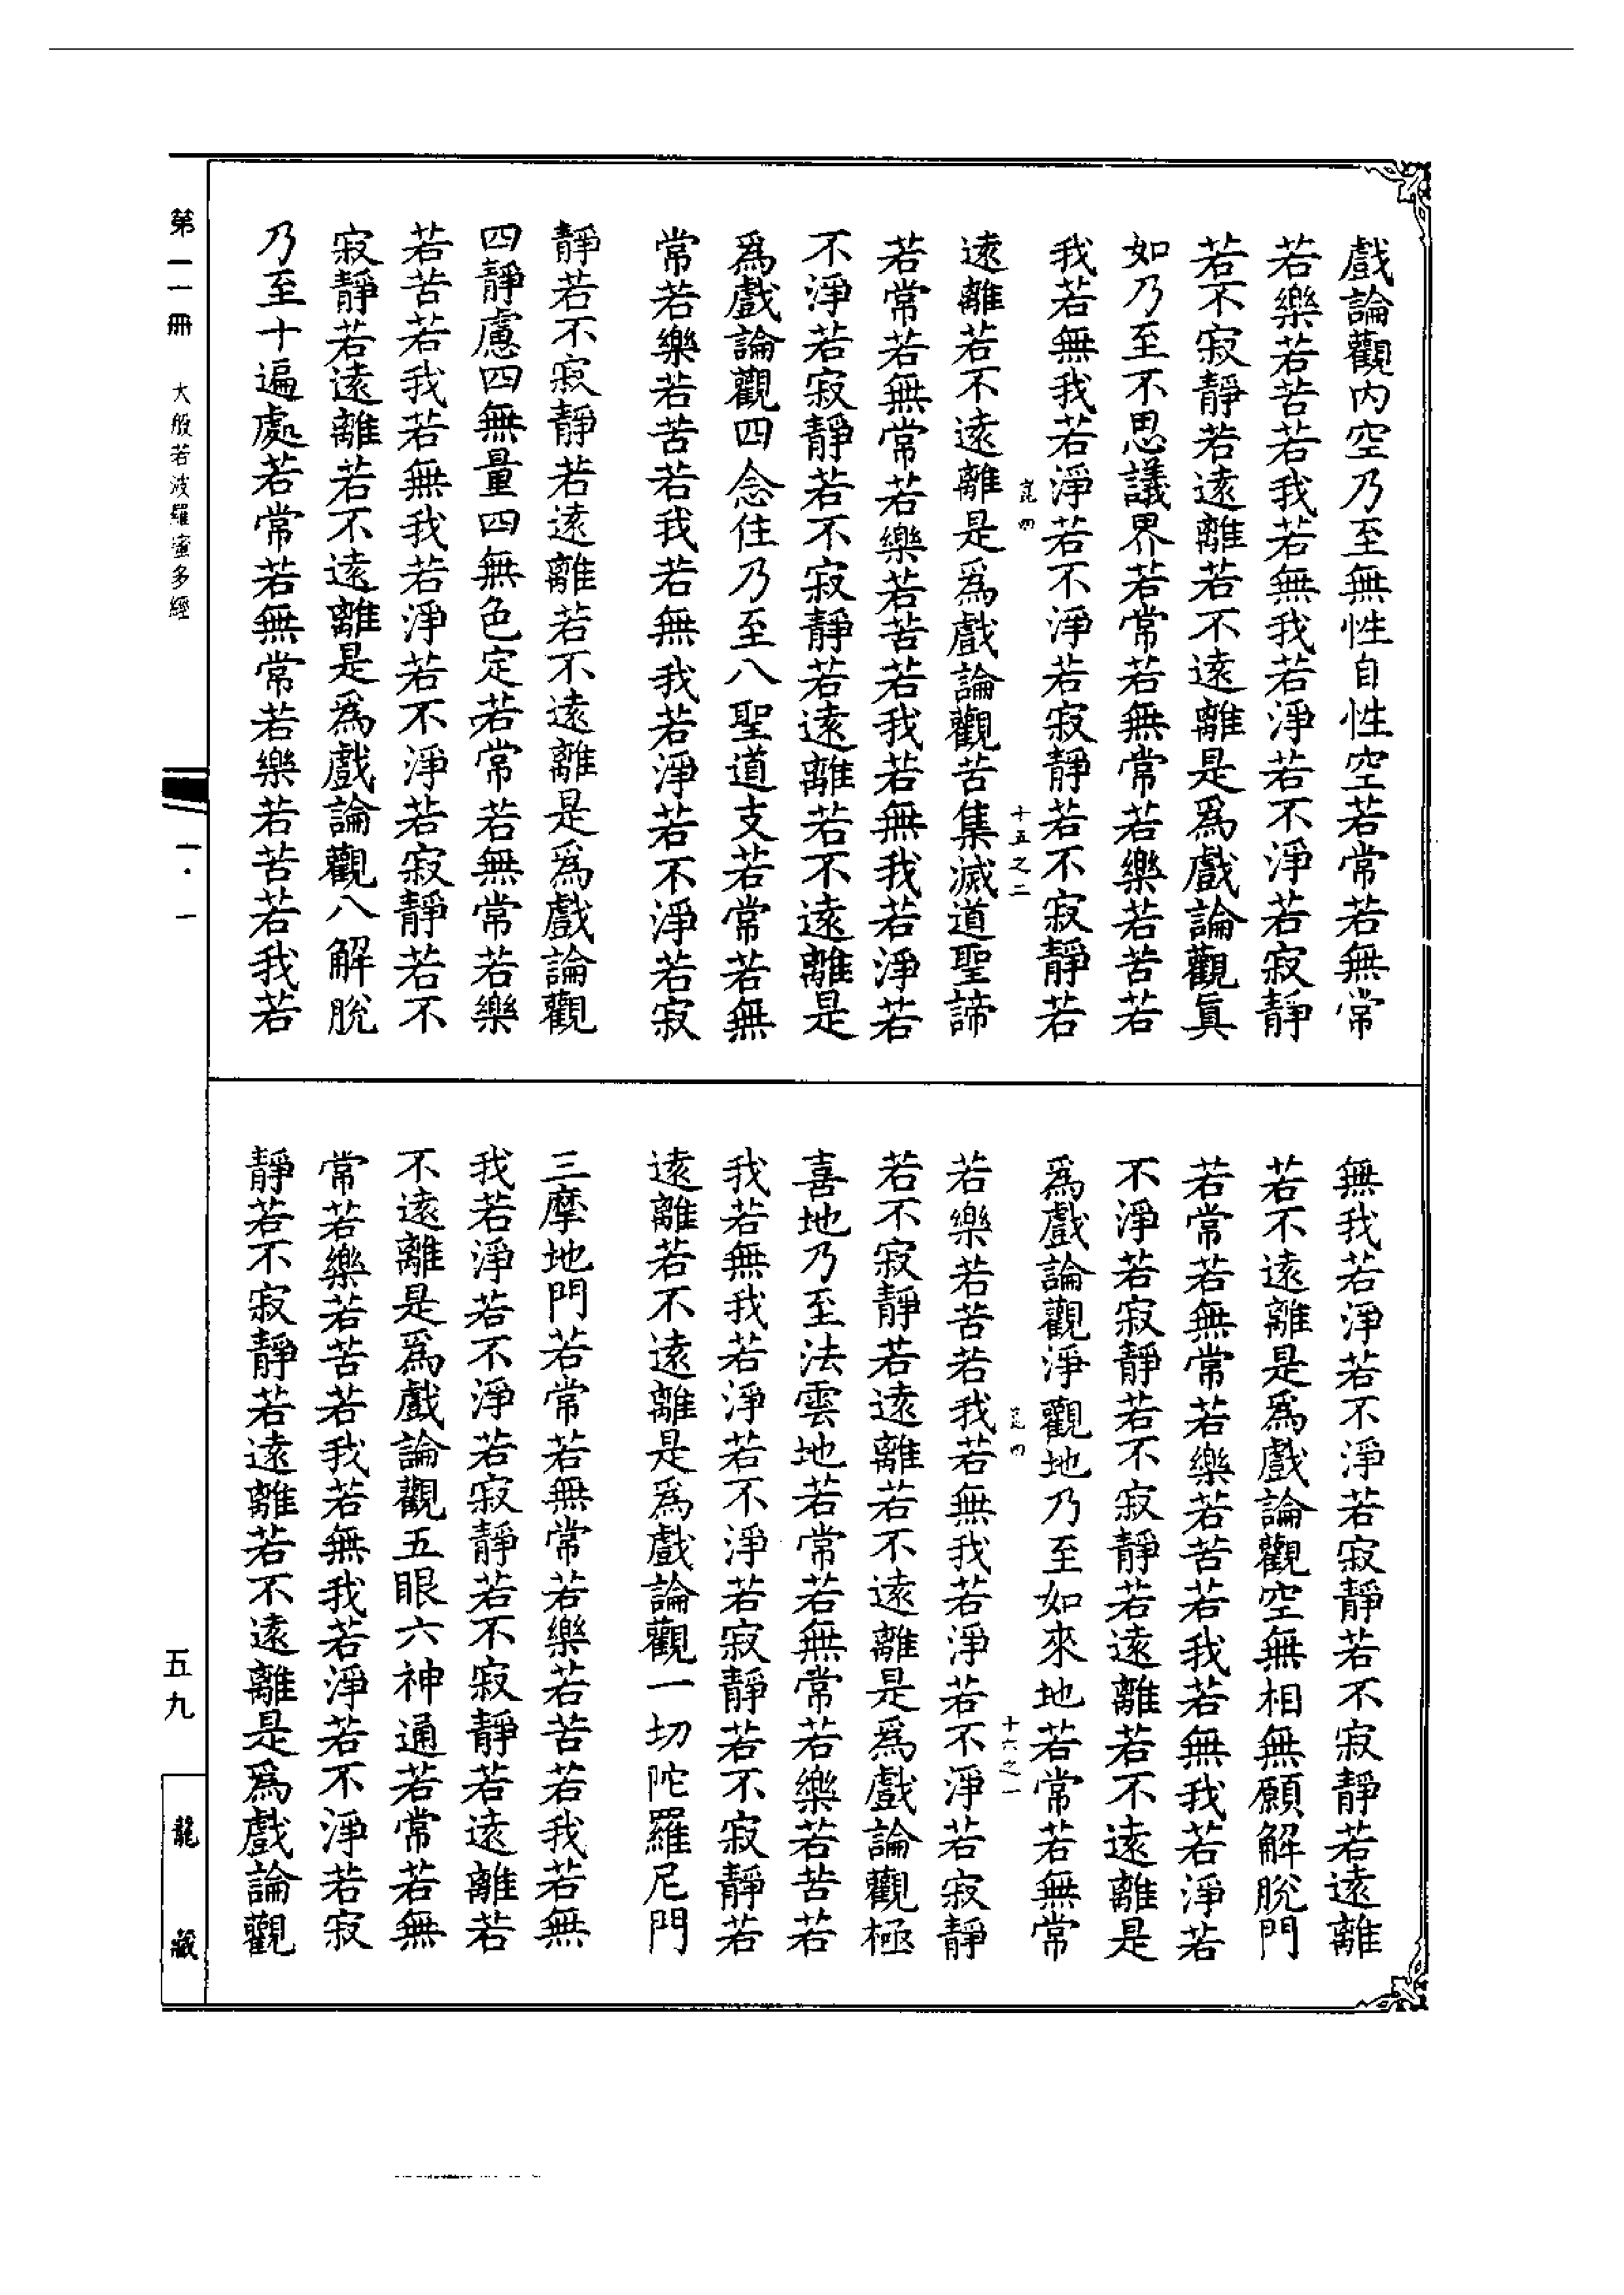 戲論觀內空乃至無性自性空若常若無常
若樂若苦若我若無我若淨若不淨若寂靜
若不寂靜若遠離若不遠離是爲戲論觀眞
如乃至不思議界若常若無常若樂若苦若
我若無我若淨若不淨若寂靜若不寂靜若
崑四
十五之二
遠離若不遠離是爲戲論觀苦集滅道聖諦
若常若無常若樂若苦若我若無我若淨若
不淨若寂靜若不寂靜若遠離若不遠離是
爲戲論觀四念住乃至八聖道支若常若無
常若樂若苦若我若無我若淨若不淨若寂
靜若不寂靜若遠離若不遠離是爲戲論觀
四靜慮四無量四無色定若常若無常若樂
若苦若我若無我若淨若不淨若寂靜若不
寂靜若遠離若不遠離是爲戲論觀八解脫
乃至十遍處若常若無常若樂若苦若我若
無我若淨若不淨若寂靜若不寂靜若遠離
若不遠離是爲戲論觀空無相無願解脫門
若常若無常若樂若苦若我若無我若淨若
不淨若寂靜若不寂靜若遠離若不遠離是
爲戲論觀淨觀地乃至如來地若常若無常
崑四
十六之一
若樂若苦若我若無我若淨若不淨若寂靜
若不寂靜若遠離若不遠離是爲戲論觀極
喜地乃至法雲地若常若無常若樂若苦若
我若無我若淨若不淨若寂靜若不寂靜若
遠離若不遠離是爲戲論觀一切陀羅尼門
三摩地門若常若無常若樂若苦若我若無
我若淨若不淨若寂靜若不寂靜若遠離若
不遠離是爲戲論觀五眼六神通若常若無
常若樂若苦若我若無我若淨若不淨若寂
靜若不寂靜若遠離若不遠離是爲戲論觀
第一一冊
大般若波羅蜜多經
一·一
五九
龍藏